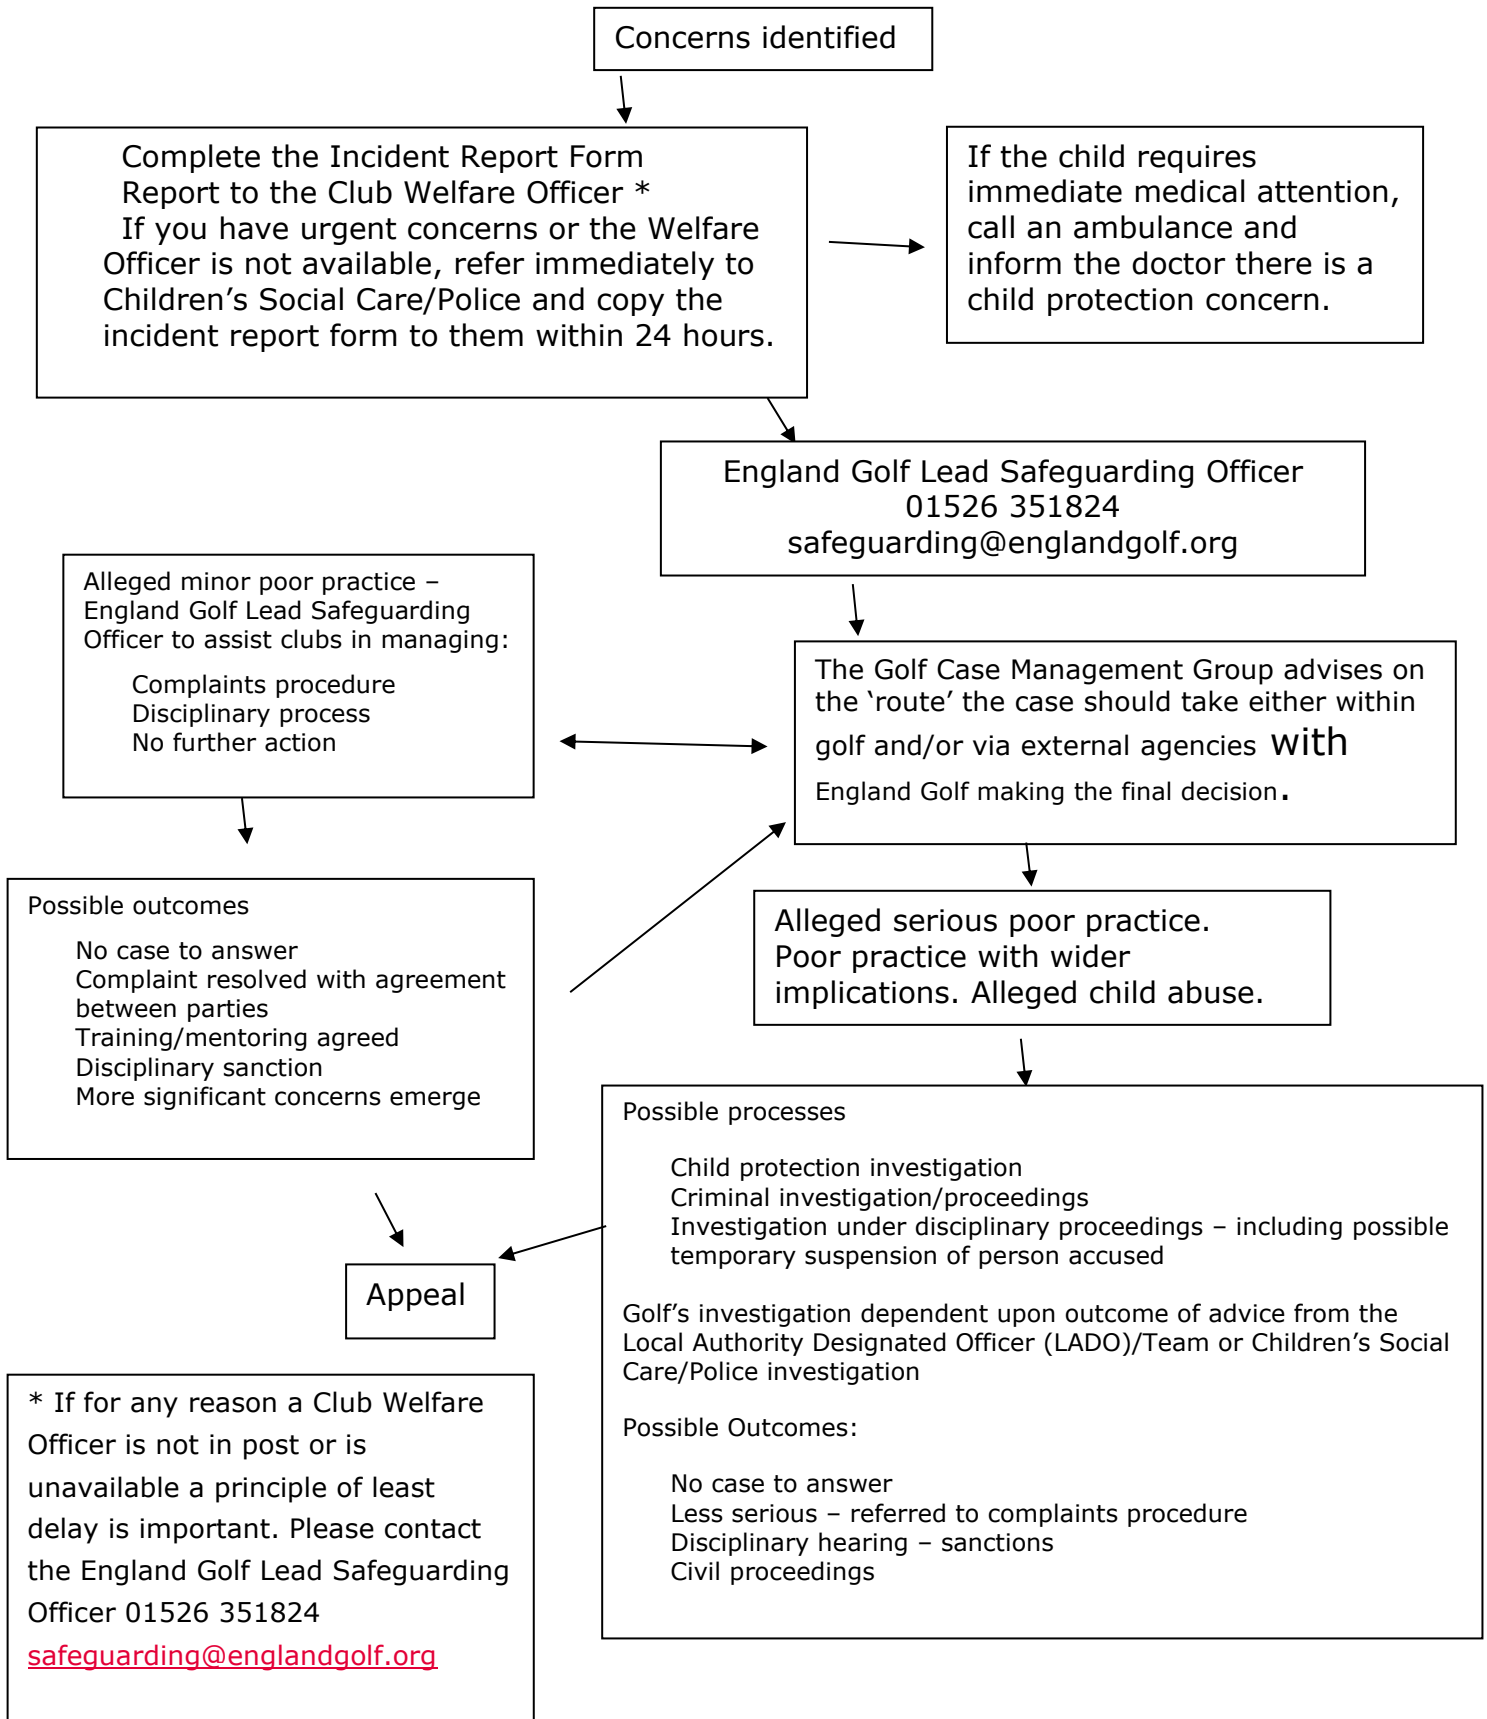 Concerns identified
Complete the Incident Report Form
Report to the Club Welfare Officer *
If you have urgent concerns or the Welfare
Officer is not available, refer immediately to
Children’s Social Care/Police and copy the
incident report form to them within 24 hours.
If the child requires
immediate medical attention,
call an ambulance and
inform the doctor there is a
child protection concern.
England Golf Lead Safeguarding Officer
01526 351824
safeguarding@englandgolf.org
Alleged minor poor practice –
England Golf Lead Safeguarding
Officer to assist clubs in managing:
Complaints procedure
Disciplinary process
No further action
The Golf Case Management Group advises on
the ‘route’ the case should take either within
golf and/or via external agencies with
England Golf making the final decision.
Possible outcomes
No case to answer
Complaint resolved with agreement
between parties
Training/mentoring agreed
Disciplinary sanction
More significant concerns emerge
Alleged serious poor practice.
Poor practice with wider
implications. Alleged child abuse.
Possible processes
Child protection investigation
Criminal investigation/proceedings
Investigation under disciplinary proceedings – including possible
temporary suspension of person accused
Golf’s investigation dependent upon outcome of advice from the
Local Authority Designated Officer (LADO)/Team or Children’s Social
Care/Police investigation
Possible Outcomes:
No case to answer
Less serious – referred to complaints procedure
Disciplinary hearing – sanctions
Civil proceedings
Appeal
* If for any reason a Club Welfare
Officer is not in post or is
unavailable a principle of least
delay is important. Please contact
the England Golf Lead Safeguarding
Officer 01526 351824
safeguarding@englandgolf.org